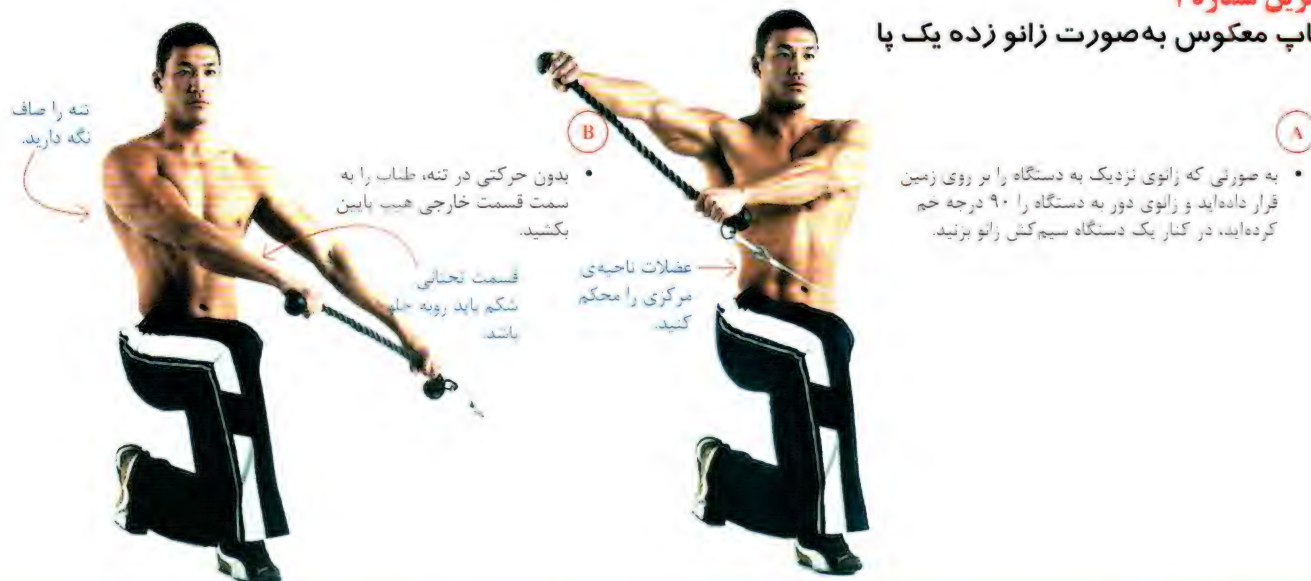 معکوس به‌صورت زانو زده یک پا
A
• به صورتی که زانوی نزدیک به دستگاه را بر روی زمین
قرار داده‌اید و زانوی دور به دستگاه را ۹۰ درجه خم
کرده‌اید، در کنار یک دستگاه سیم‌کش زانو بزنید.
عضلات ناحیه‌ی
مرکزی را محکم
کنید.
B
• بدون حرکتی در تنه، طناب را به
سمت قسمت خارجی هیپ پایین
بکشید.
قسمت تحتانی
شکم باید روبه جلو
باشد.
تنه را صاف
نگه دارید.